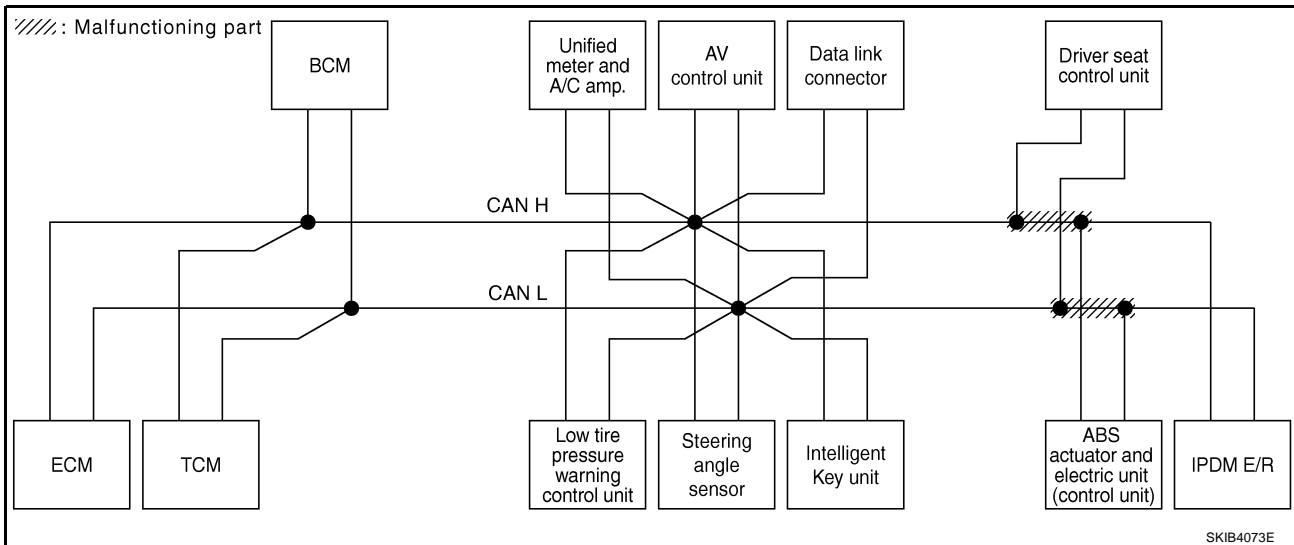 : Malfunctioning part
BCM
Unified
meter and
A/C amp.
AV
control unit
Data link
connector
Driver seat
control unit
CAN H
CAN L
ECM
TCM
Low tire
pressure
warning
control unit
Steering
angle
sensor
Intelligent
Key unit
ABS
actuator and
electric unit
(control unit)
IPDM E/R
SKIB4073E